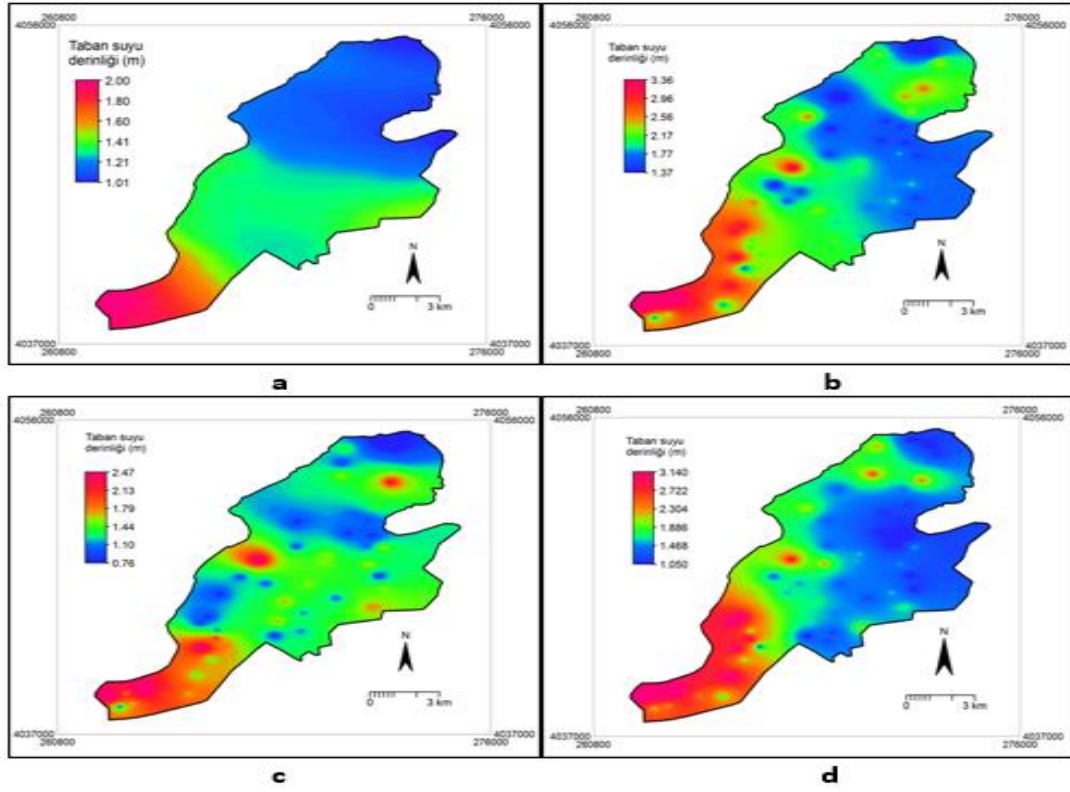 260800
276000
4056000
4056000
Taban suyu
derinliği (m)
2.00
1.80
1.60
1.41
1.21
1.01
N
0 3 km
4037000
4037000
260800
276000
a
260800
276000
4056000
4056000
Taban suyu
derinliği (m)
3.36
2.96
2.56
2.17
1.77
1.37
N
0 3 km
4037000
4037000
260800
276000
b
260800
276000
4056000
4056000
Taban suyu
derinliği (m)
2.47
2.13
1.79
1.44
1.10
0.76
N
0 3 km
4037000
4037000
260800
276000
c
260800
276000
4056000
4056000
Taban suyu
derinliği (m)
3.140
2.722
2.304
1.886
1.468
1.050
N
0 3 km
4037000
4037000
260800
276000
d